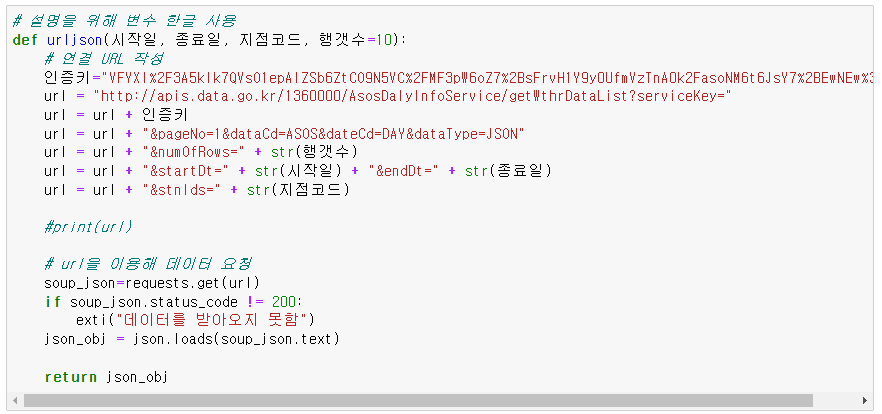 # 설명을 위해 변수 한글 사용
def urljson(시작일, 종료일, 지점코드, 행갯수=10):
# 연결 URL 작성
인증키="VFYXl%2F3A5klk7QVsO1epAlZSb6ZtCO9N5VC%2FMF3pW6oZ7%2BsFrvH1Y9yOUfmVzTnAOk2FasoNM6t6JsY7%2BEwNEw%3
url = "http://apis.data.go.kr/1360000/AsosDalyInfoService/getWthrDataList?serviceKey="
url = url + 인증키
url = url + "&pageNo=1&dataCd=ASOS&dateCd=DAY&dataType=JSON"
url = url + "&numOfRows=" + str(행갯수)
url = url + "&startDt=" + str(시작일) + "&endDt=" + str(종료일)
url = url + "&stnIds=" + str(지점코드)
#print(url)
# url을 이용해 데이터 요청
soup_json=requests.get(url)
if soup_json.status_code != 200:
exti("데이터를 받아오지 못함")
json_obj = json.loads(soup_json.text)
return json_obj